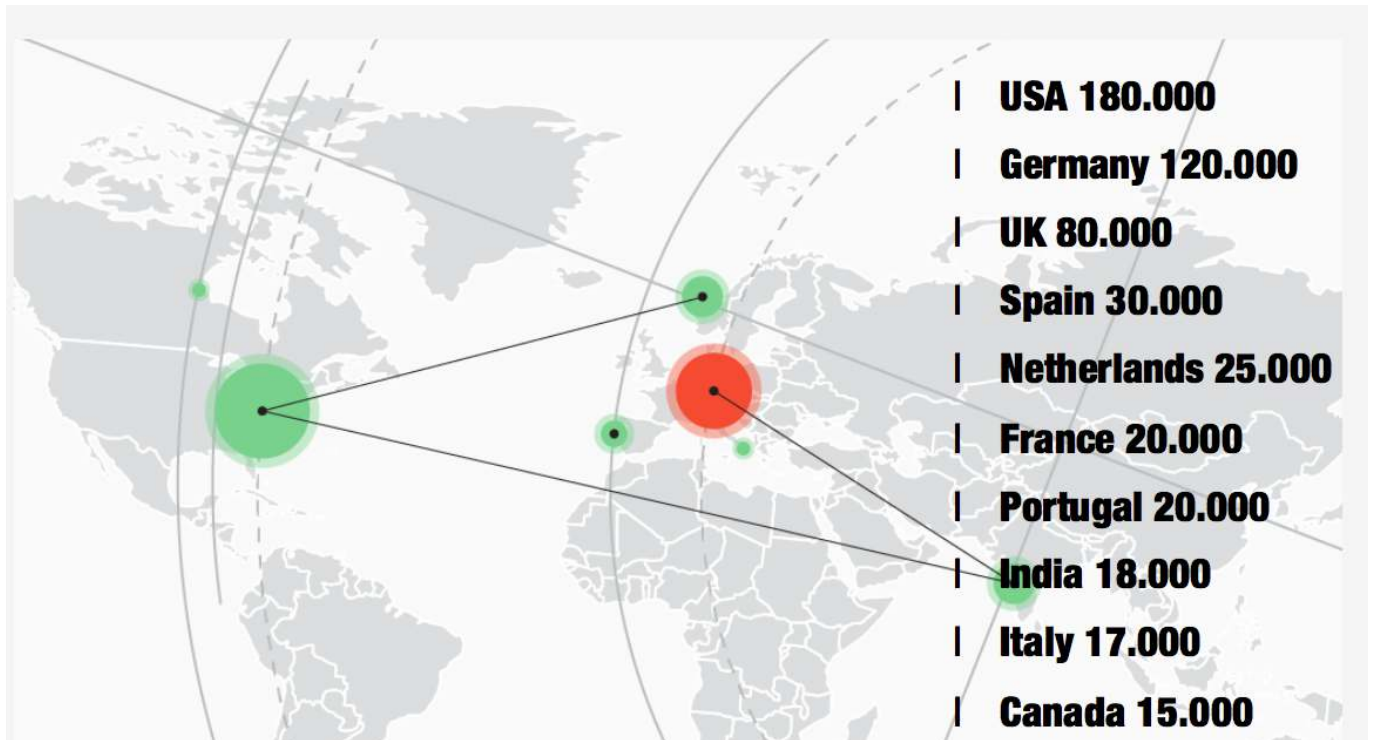 | USA 180.000
| Germany 120.000
| UK 80.000
| Spain 30.000
| Netherlands 25.000
| France 20.000
| Portugal 20.000
| India 18.000
| Italy 17.000
| Canada 15.000